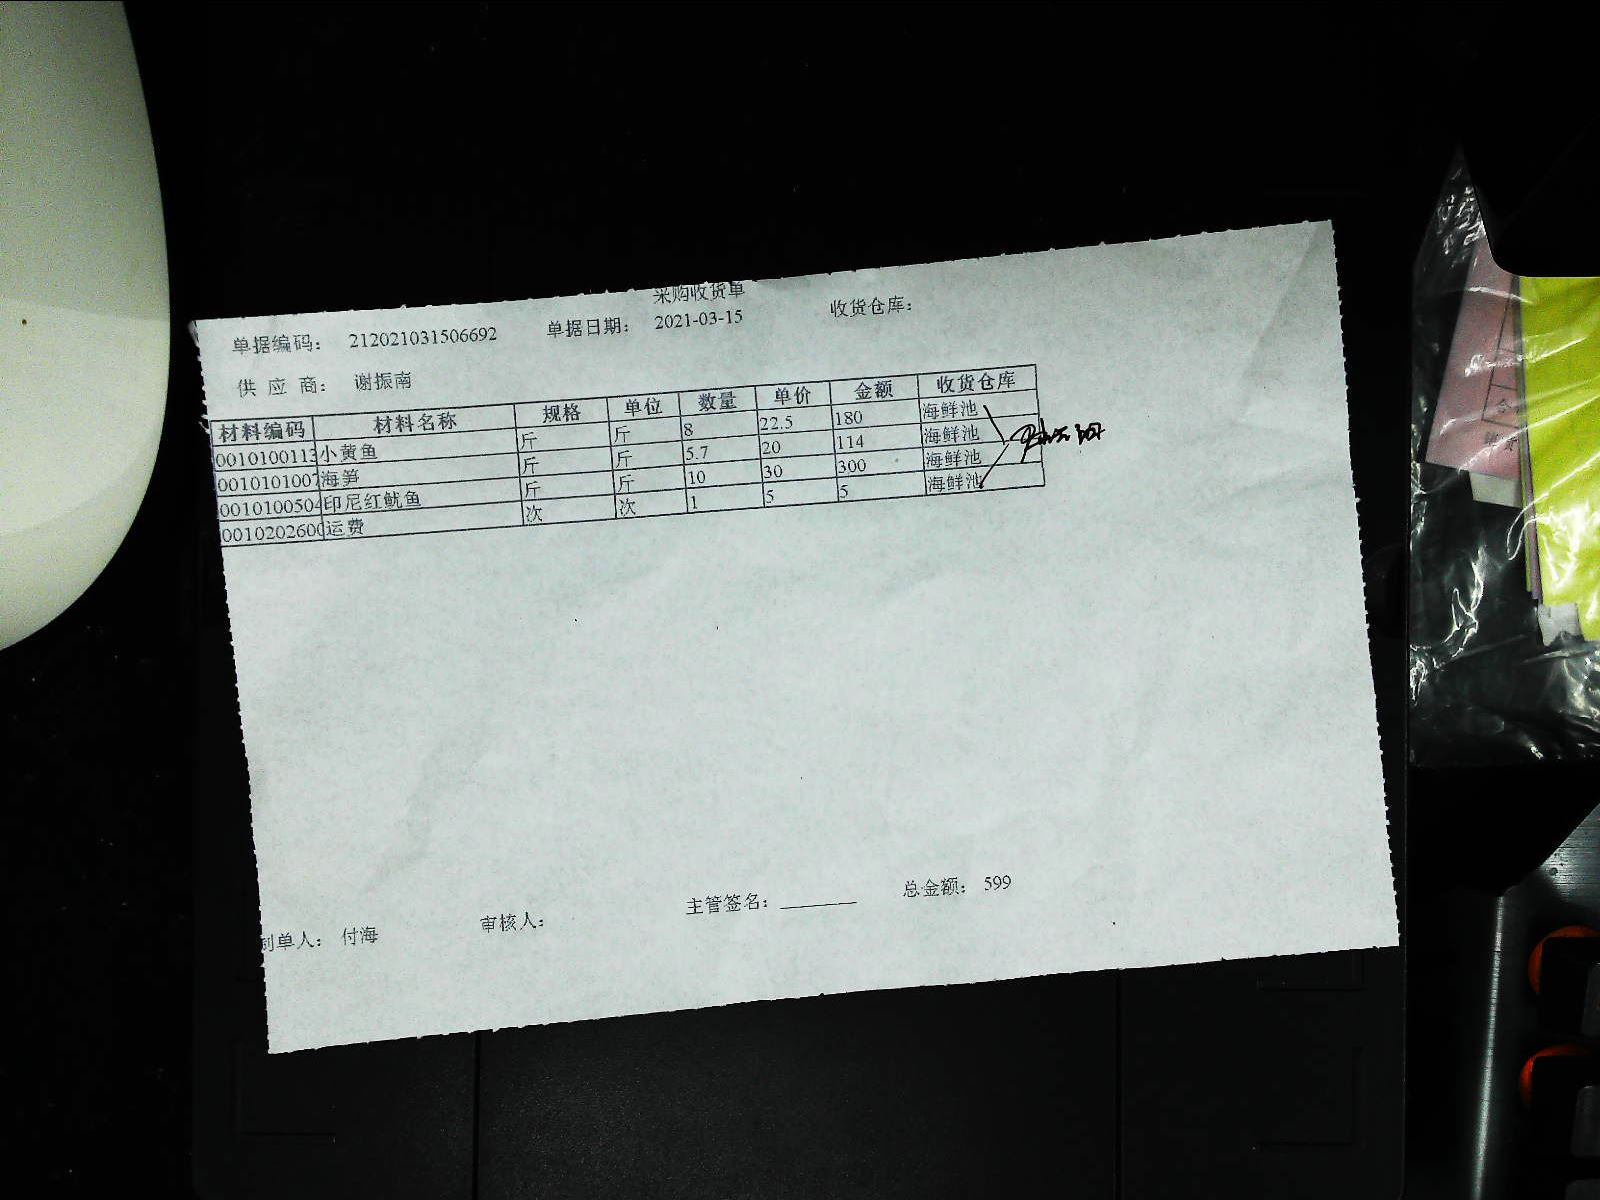 采购收货单
单据编码： 212021031506692 单据日期： 2021-03-15 收货仓库：
供 应 商： 谢振南
材料编码 材料名称 规格 单位 数量 单价 金额 收货仓库
0010100113 小黄鱼 斤 斤 8 22.5 180 海鲜池
0010101007 海笋 斤 斤 5.7 20 114 海鲜池
0010100504 印尼红鱿鱼 斤 斤 10 30 300 海鲜池
0010202600 运费 次 次 1 5 5 海鲜池
制单人： 付海 审核人： 主管签名： 总金额： 599